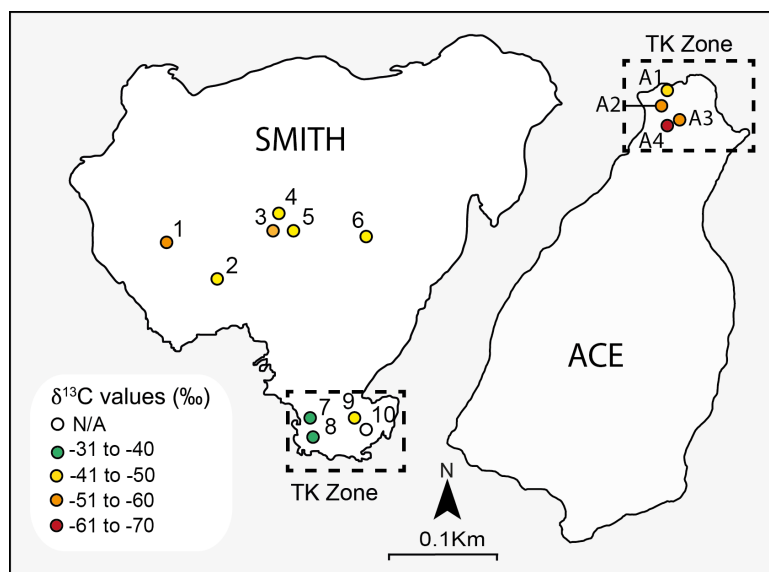 TK Zone
A1
A2
A3
A4
SMITH
4
3
5
1
6
2
ACE
δ¹³C values (‰)
N/A
-31 to -40
-41 to -50
-51 to -60
-61 to -70
7
9
10
8
TK Zone
N
0.1Km